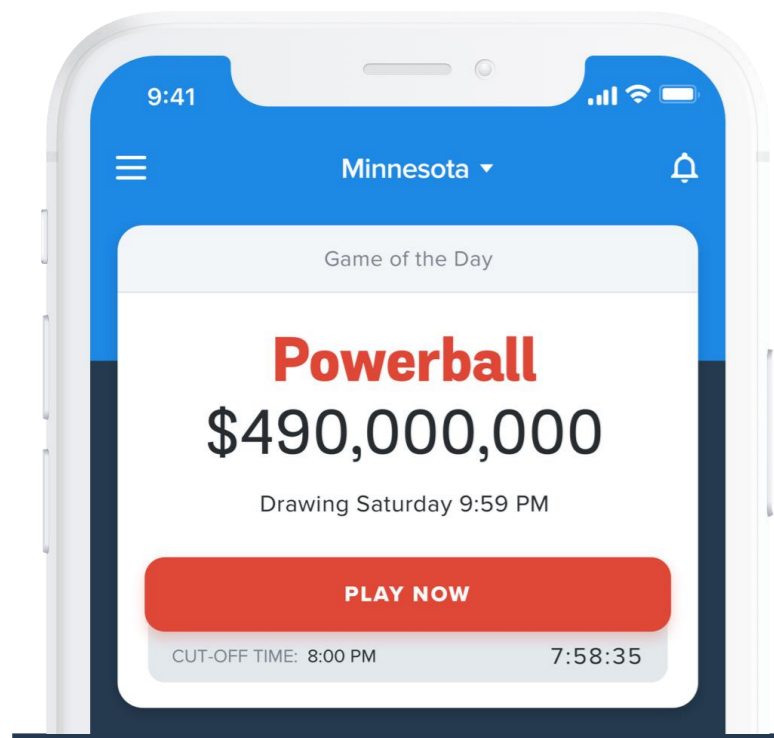 9:41
Minnesota
Game of the Day
Powerball
$490,000,000
Drawing Saturday 9:59 PM
PLAY NOW
CUT-OFF TIME: 8:00 PM 7:58:35